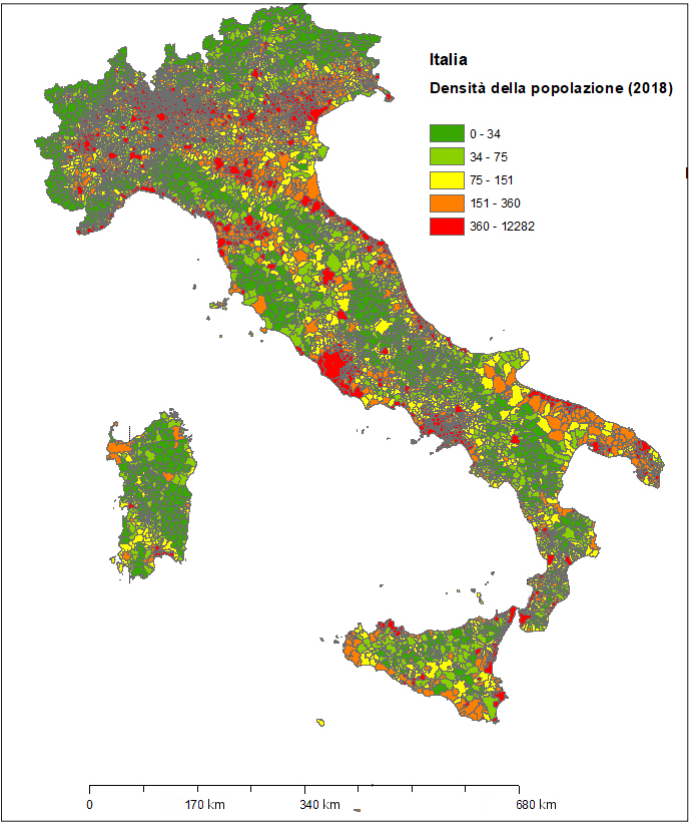 Italia
Densità della popolazione (2018)
0 - 34
34 - 75
75 - 151
151 - 360
360 - 12282
0 170 km 340 km 680 km